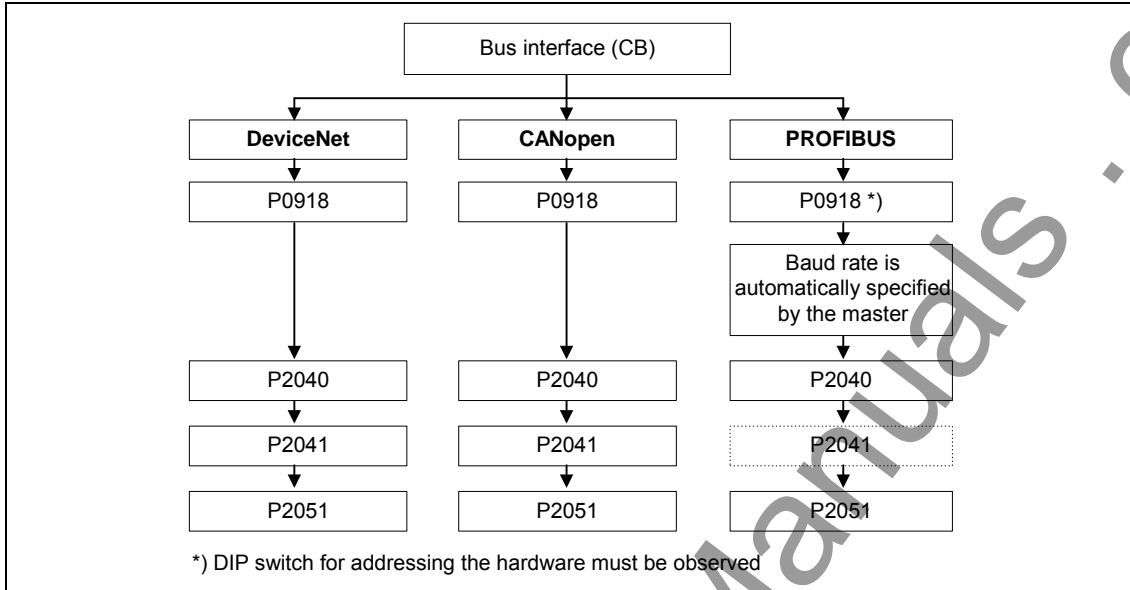 Bus interface (CB)
DeviceNet
CANopen
PROFIBUS
P0918
P0918
P0918 *)
Baud rate is
automatically specified
by the master
P2040
P2040
P2040
P2041
P2041
P2041
P2051
P2051
P2051
*) DIP switch for addressing the hardware must be observed
Manuals .